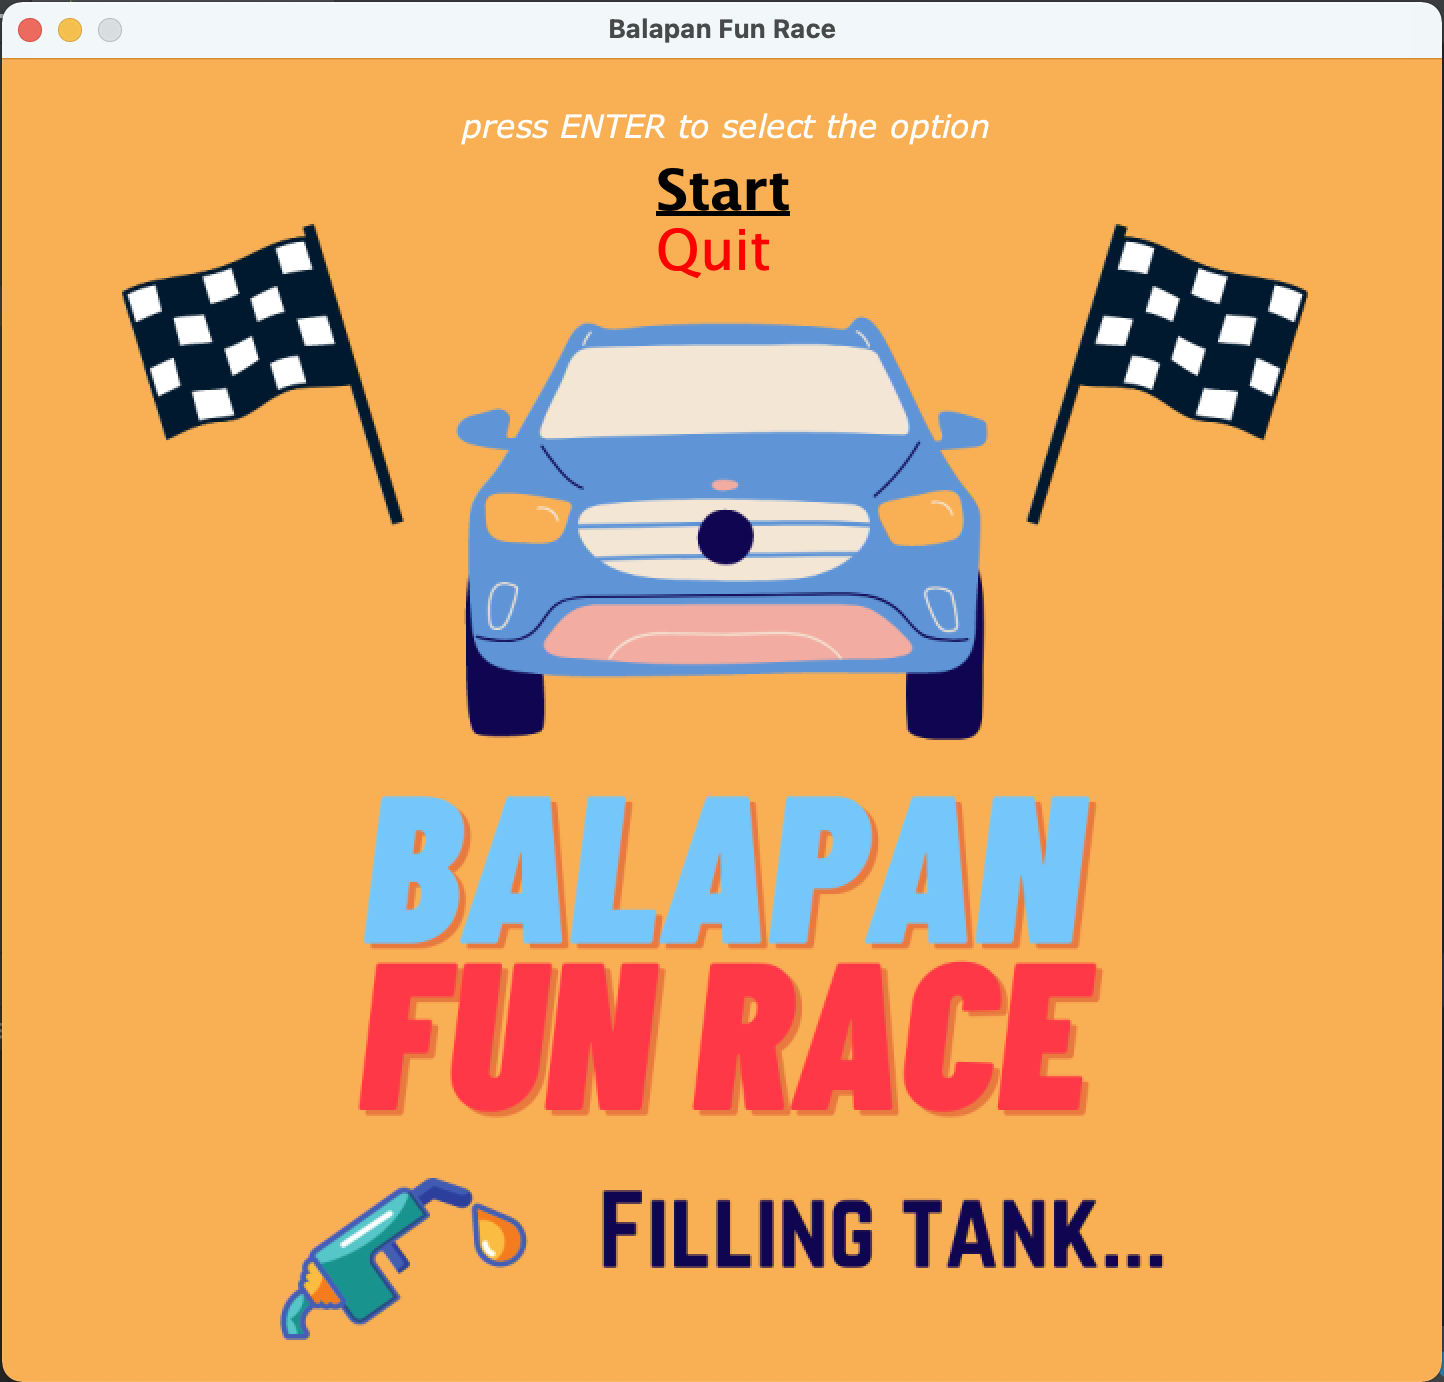 Balapan Fun Race
press ENTER to select the option
Start
Quit
BALAPAN
FUN RACE
FILLING TANK...